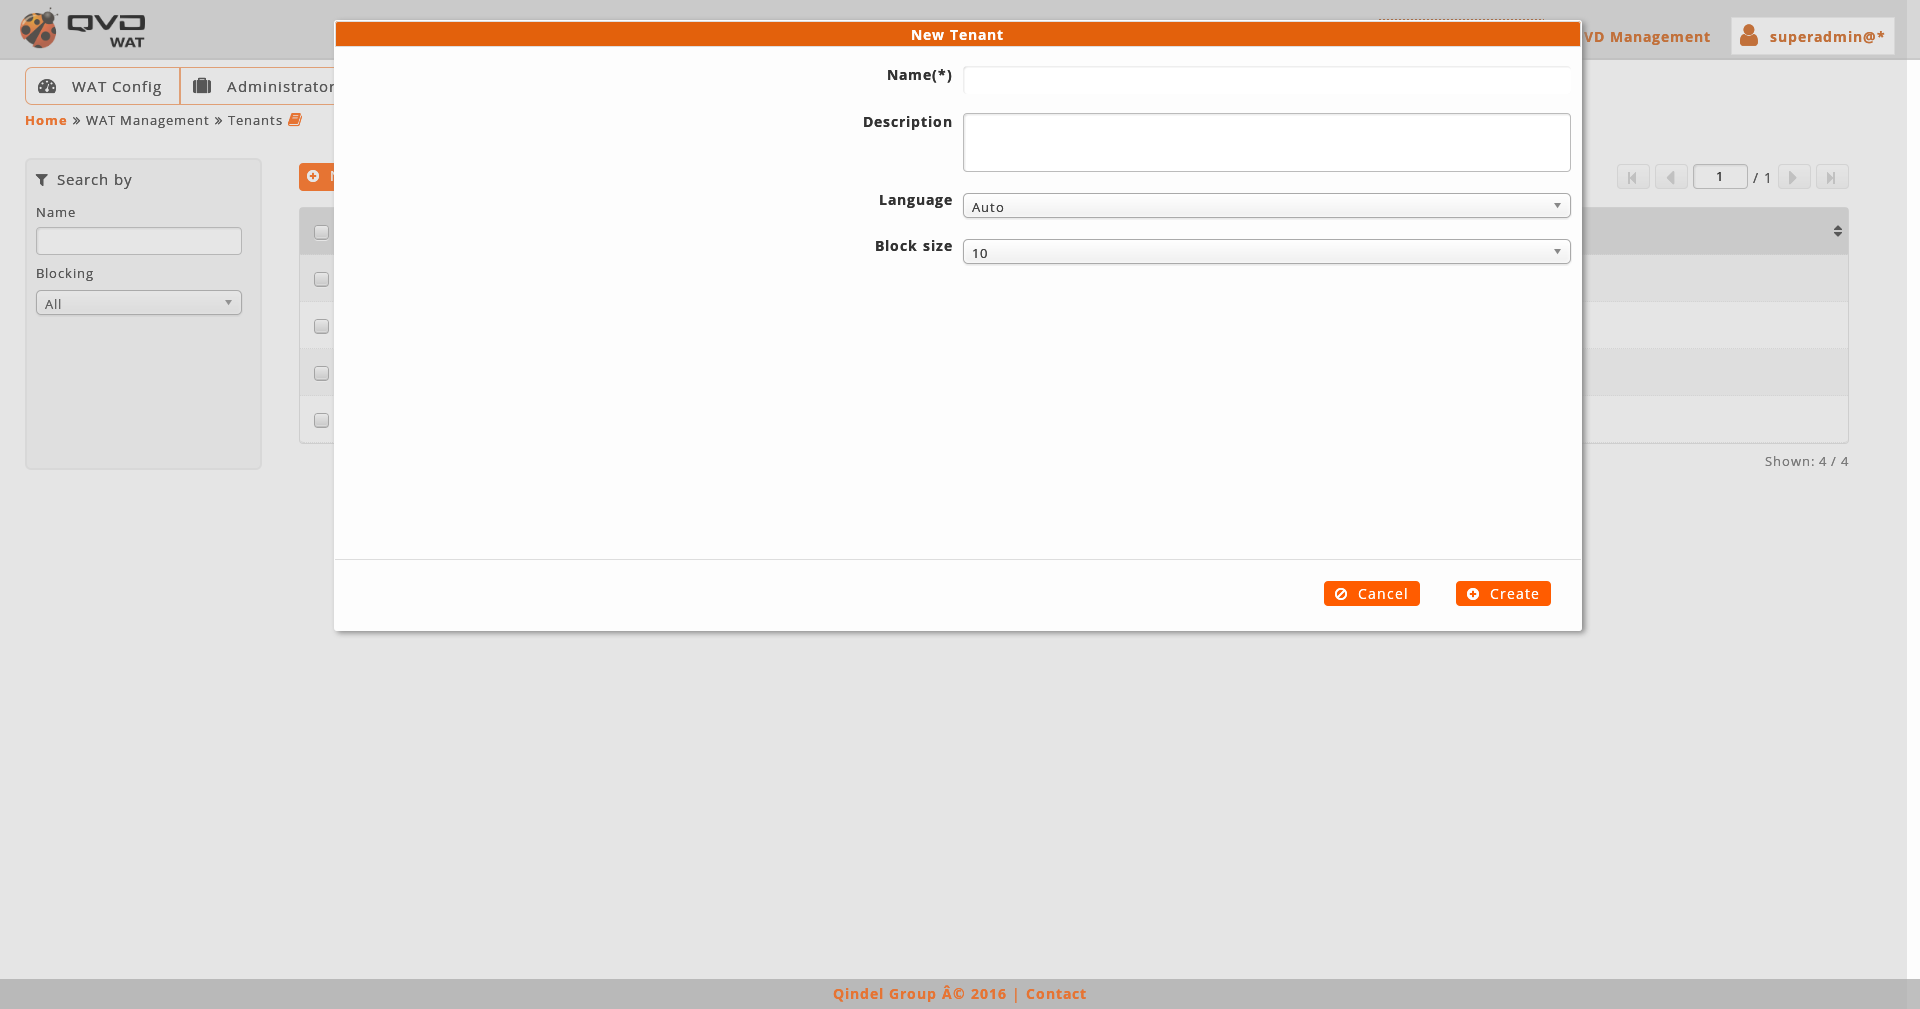 QVD
WAT
VD Management
superadmin@*
WAT Config
Administrator
Home » WAT Management » Tenants
New Tenant
Name(*)
Description
Language
Auto
Block size
10
Cancel
Create
Search by
Name
Blocking
All
1 / 1
Shown: 4 / 4
Qindel Group Â© 2016 | Contact